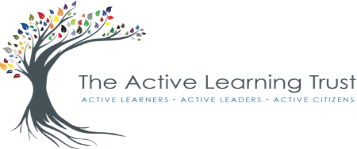 The Active Learning Trust
ACTIVE LEARNERS • ACTIVE LEADERS • ACTIVE CITIZENS